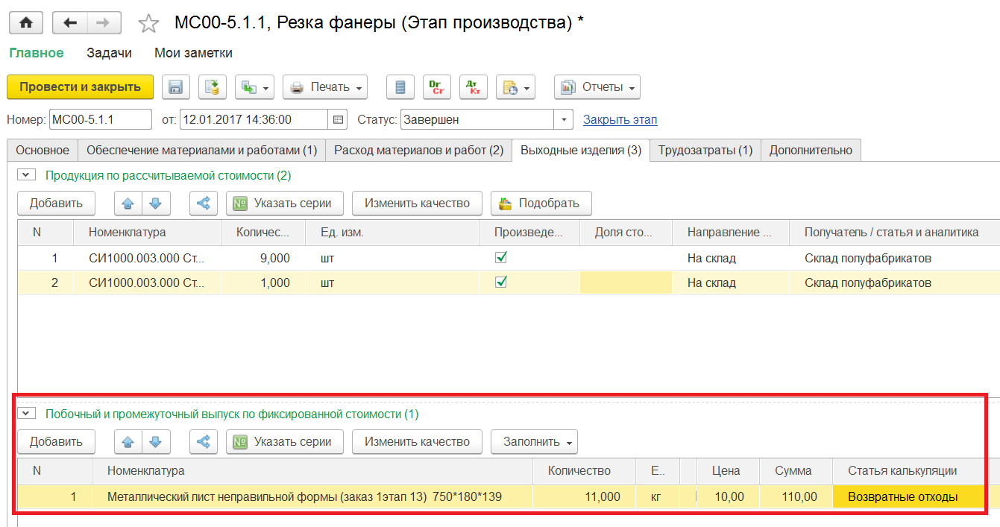 МС00-5.1.1, Резка фанеры (Этап производства) *
Главное Задачи Мои заметки
Провести и закрыть Dr Cr Дт Кт Печать Отчеты
Номер: МС00-5.1.1 от: 12.01.2017 14:36:00 Статус: Завершен Закрыть этап
Основное Обеспечение материалами и работами (1) Расход материалов и работ (2) Выходные изделия (3) Трудозатраты (1) Дополнительно
Продукция по рассчитываемой стоимости (2)
Добавить № Указать серии Изменить качество Подобрать
N Номенклатура Количес... Ед. изм. Произведе... Доля сто... Направление ... Получатель / статья и аналитика
1 СИ1000.003.000 Ст... 9,000 шт На склад Склад полуфабрикатов
2 СИ1000.003.000 Ст... 1,000 шт На склад Склад полуфабрикатов
Побочный и промежуточный выпуск по фиксированной стоимости (1)
Добавить № Указать серии Изменить качество Заполнить
N Номенклатура Количество Е.. Цена Сумма Статья калькуляции
1 Металлический лист неправильной формы (заказ 1этап 13) 750*180*139 11,000 кг 10,00 110,00 Возвратные отходы